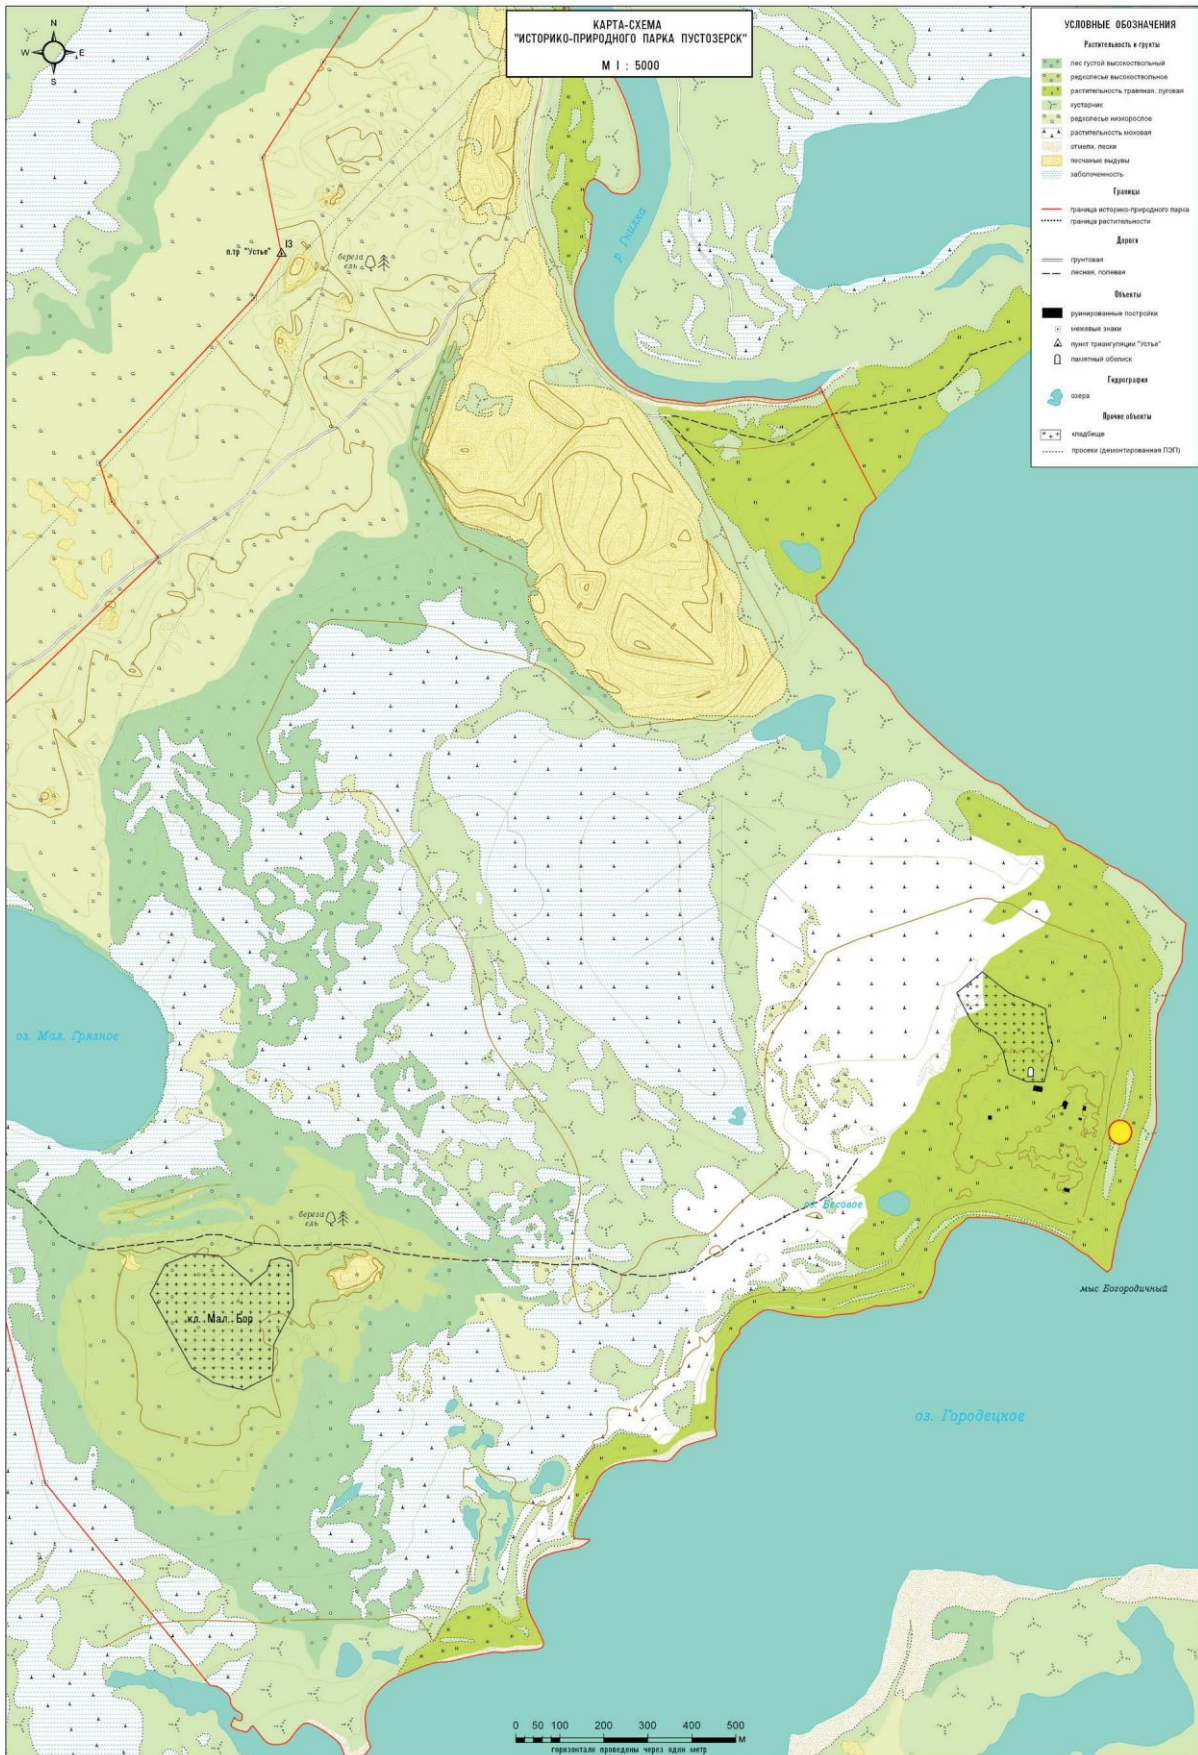 КАРТА-СХЕМА
"ИСТОРИКО-ПРИРОДНОГО ПАРКА ПУСТОЗЕРСК"
М I : 5000
N
W E
S
УСЛОВНЫЕ ОБОЗНАЧЕНИЯ
Растительность и грунты
лес густой высокоствольный
редколесье высокоствольное
растительность травяная, луговая
кустарник
редколесье низкорослое
растительность моховая
отмели, пески
песчаные выдувы
заболоченность
Границы
граница историко-природного парка
граница растительности
Дороги
грунтовая
лесная, полевая
Объекты
руинированные постройки
межевые знаки
пункт триангуляции "Устье"
памятный обелиск
Гидрография
озера
Прочие объекты
кладбище
просеки (демонтированная ЛЭП)
р. Гнилка
п.тр "Устье"
13
береза
ель
оз. Мал. Грязное
оз. Бесовое
береза
ель
мыс Богородичный
кл. Мал. Бор
4
8
оз. Городецкое
4
0 50 100 200 300 400 500
М
горизонтали проведены через один метр